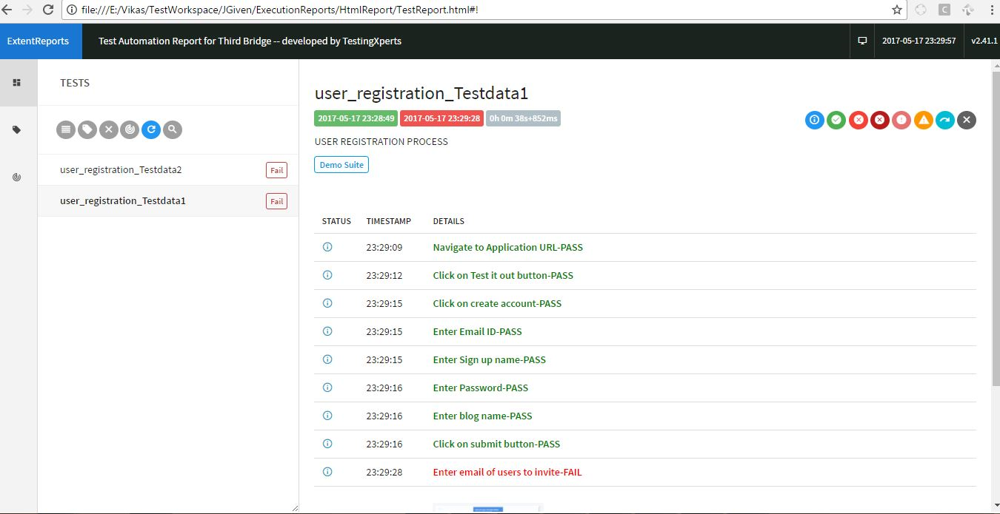 file:///E:/Vikas/TestWorkspace/JGiven/ExecutionReports/HtmlReport/TestReport.html#!
C
ExtentReports Test Automation Report for Third Bridge -- developed by TestingXperts 2017-05-17 23:29:57 v2.41.1
TESTS
user_registration_Testdata2 Fail
user_registration_Testdata1 Fail
user_registration_Testdata1
2017-05-17 23:28:49 2017-05-17 23:29:28 0h 0m 38s+852ms
USER REGISTRATION PROCESS
Demo Suite
STATUS TIMESTAMP DETAILS
23:29:09 Navigate to Application URL-PASS
23:29:12 Click on Test it out button-PASS
23:29:15 Click on create account-PASS
23:29:15 Enter Email ID-PASS
23:29:15 Enter Sign up name-PASS
23:29:16 Enter Password-PASS
23:29:16 Enter blog name-PASS
23:29:16 Click on submit button-PASS
23:29:28 Enter email of users to invite-FAIL